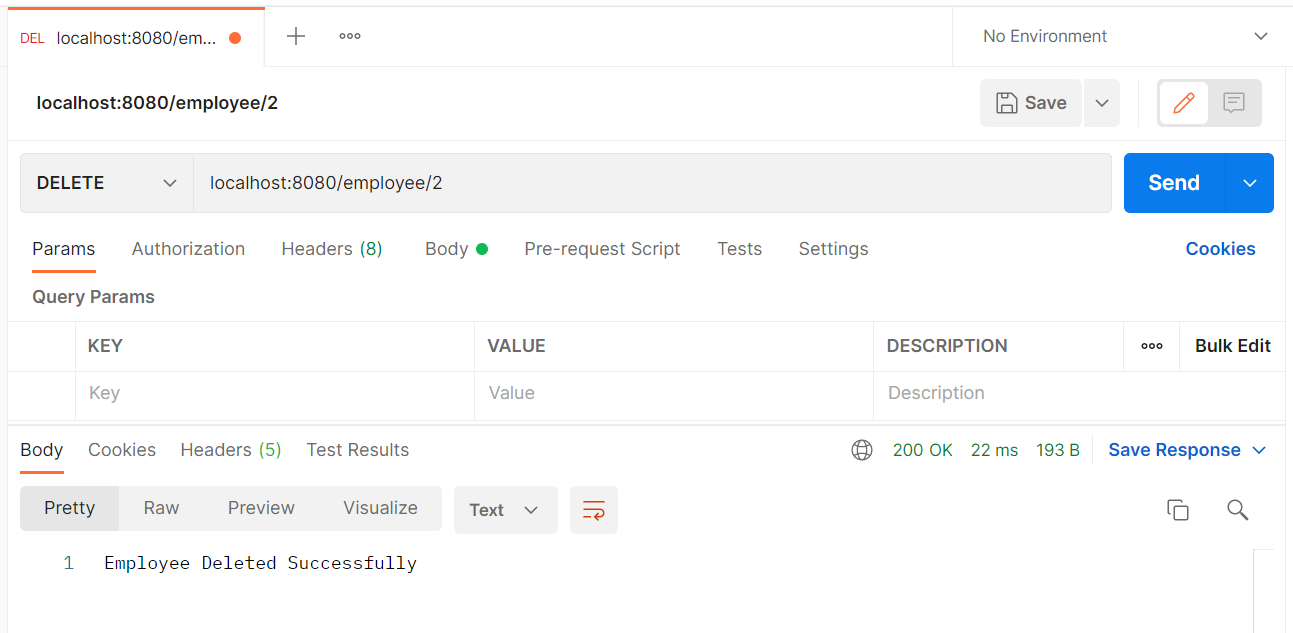 DEL localhost:8080/em... No Environment
localhost:8080/employee/2 Save
DELETE localhost:8080/employee/2 Send
Params Authorization Headers (8) Body Pre-request Script Tests Settings Cookies
Query Params
KEY VALUE DESCRIPTION Bulk Edit
Key Value Description
Body Cookies Headers (5) Test Results 200 OK 22 ms 193 B Save Response
Pretty Raw Preview Visualize Text
1 Employee Deleted Successfully